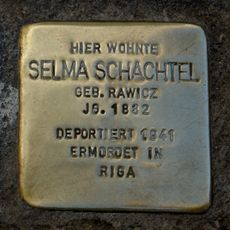 HIER WOHNTE
SELMA SCHACHTEL
GEB. RAWICZ
JG. 1882
DEPORTIERT 1941
ERMORDET IN
RIGA